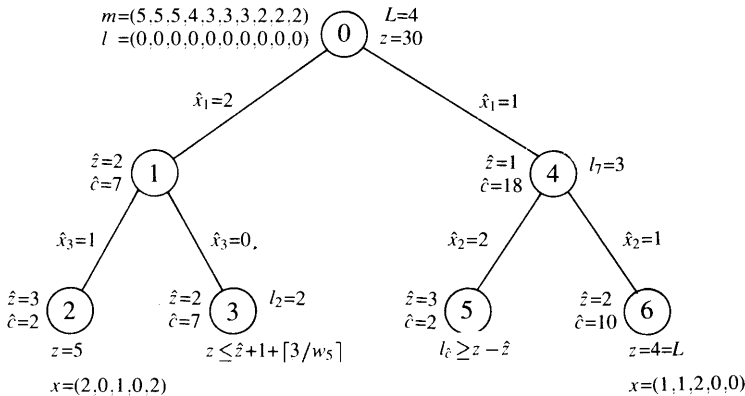 m=(5,5,5,4,3,3,3,2,2,2)
l =(0,0,0,0,0,0,0,0,0,0)
0
L=4
z=30
x̂₁=2
x̂₁=1
ẑ=2
ĉ=7
1
ẑ=1
ĉ=18
4
l₇=3
x̂₃=1
x̂₃=0.
x̂₂=2
x̂₂=1
ẑ=3
ĉ=2
2
ẑ=2
ĉ=7
3
l₂=2
ẑ=3
ĉ=2
5
ẑ=2
ĉ=10
6
z=5
z≤ẑ+1+⌈3/w₅⌉
l_ĉ ≥z−ẑ
z=4=L
x=(2,0,1,0,2)
x=(1,1,2,0,0)